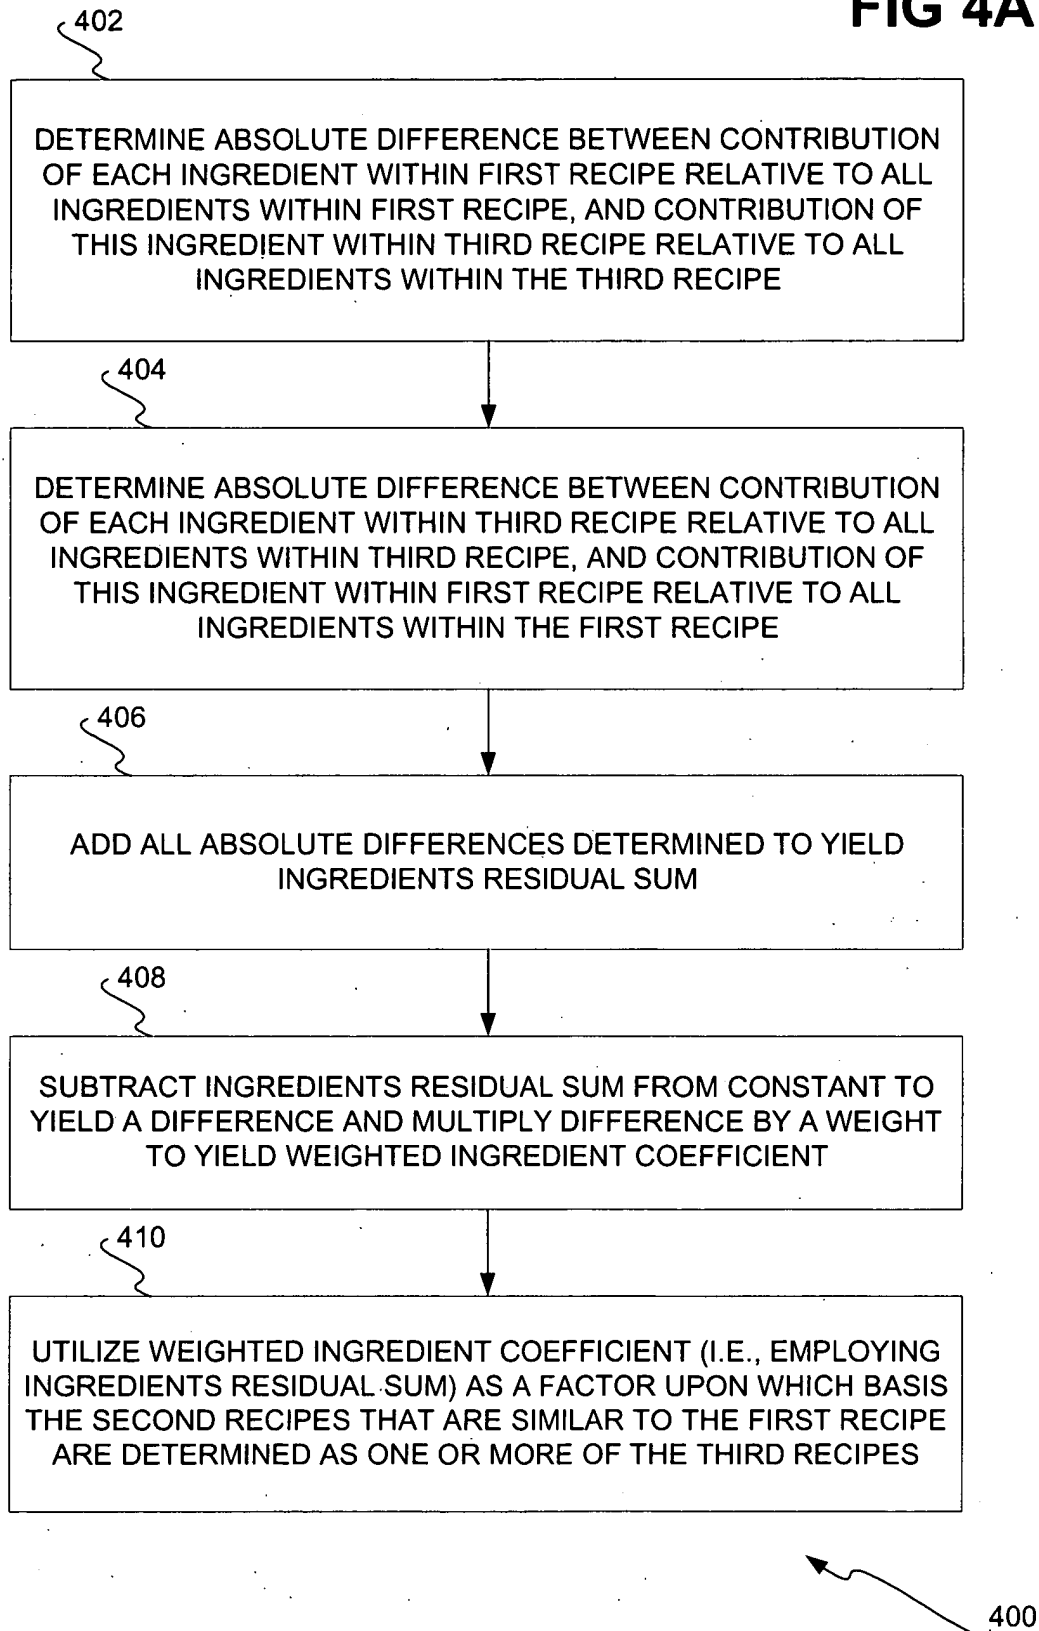 FIG 4A
402
DETERMINE ABSOLUTE DIFFERENCE BETWEEN CONTRIBUTION
OF EACH INGREDIENT WITHIN FIRST RECIPE RELATIVE TO ALL
INGREDIENTS WITHIN FIRST RECIPE, AND CONTRIBUTION OF
THIS INGREDIENT WITHIN THIRD RECIPE RELATIVE TO ALL
INGREDIENTS WITHIN THE THIRD RECIPE
404
DETERMINE ABSOLUTE DIFFERENCE BETWEEN CONTRIBUTION
OF EACH INGREDIENT WITHIN THIRD RECIPE RELATIVE TO ALL
INGREDIENTS WITHIN THIRD RECIPE, AND CONTRIBUTION OF
THIS INGREDIENT WITHIN FIRST RECIPE RELATIVE TO ALL
INGREDIENTS WITHIN THE FIRST RECIPE
406
ADD ALL ABSOLUTE DIFFERENCES DETERMINED TO YIELD
INGREDIENTS RESIDUAL SUM
408
SUBTRACT INGREDIENTS RESIDUAL SUM FROM CONSTANT TO
YIELD A DIFFERENCE AND MULTIPLY DIFFERENCE BY A WEIGHT
TO YIELD WEIGHTED INGREDIENT COEFFICIENT
410
UTILIZE WEIGHTED INGREDIENT COEFFICIENT (I.E., EMPLOYING
INGREDIENTS RESIDUAL SUM) AS A FACTOR UPON WHICH BASIS
THE SECOND RECIPES THAT ARE SIMILAR TO THE FIRST RECIPE
ARE DETERMINED AS ONE OR MORE OF THE THIRD RECIPES
400